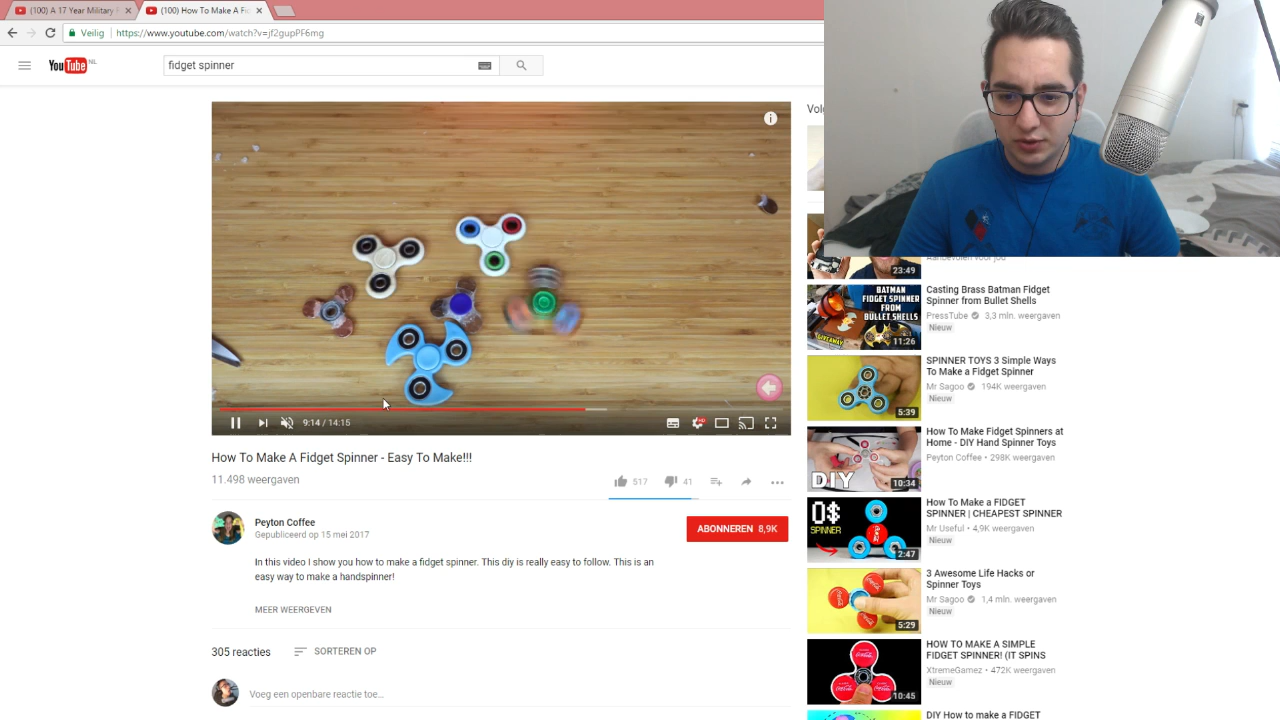 (100) A 17 Year Military
(100) How To Make A Fid
Veilig
https://www.youtube.com/watch?v=jf2gupPF6mg
YouTube NL
fidget spinner
9:14 / 14:15
HD
How To Make A Fidget Spinner - Easy To Make!!!
11.498 weergaven
517
41
Peyton Coffee
Gepubliceerd op 15 mei 2017
ABONNEREN 8,9K
In this video I show you how to make a fidget spinner. This diy is really easy to follow. This is an
easy way to make a handspinner!
MEER WEERGEVEN
305 reacties
SORTEREN OP
Voeg een openbare reactie toe...
Volg
Aanbevolen voor jou
23:49
BATMAN
FIDGET SPINNER
FROM
BULLET SHELLS
GIVEAWAY
11:26
Casting Brass Batman Fidget
Spinner from Bullet Shells
PressTube
3,3 mln. weergaven
Nieuw
5:39
SPINNER TOYS 3 Simple Ways
To Make a Fidget Spinner
Mr Sagoo
194K weergaven
Nieuw
DIY
10:34
How To Make Fidget Spinners at
Home - DIY Hand Spinner Toys
Peyton Coffee • 298K weergaven
0$
SPINNER
2:47
How To Make a FIDGET
SPINNER | CHEAPEST SPINNER
Mr Useful • 4,9K weergaven
Nieuw
5:29
3 Awesome Life Hacks or
Spinner Toys
Mr Sagoo
1,4 mln. weergaven
Nieuw
10:45
HOW TO MAKE A SIMPLE
FIDGET SPINNER! (IT SPINS
XtremeGamez • 472K weergaven
Nieuw
DIY How to make a FIDGET